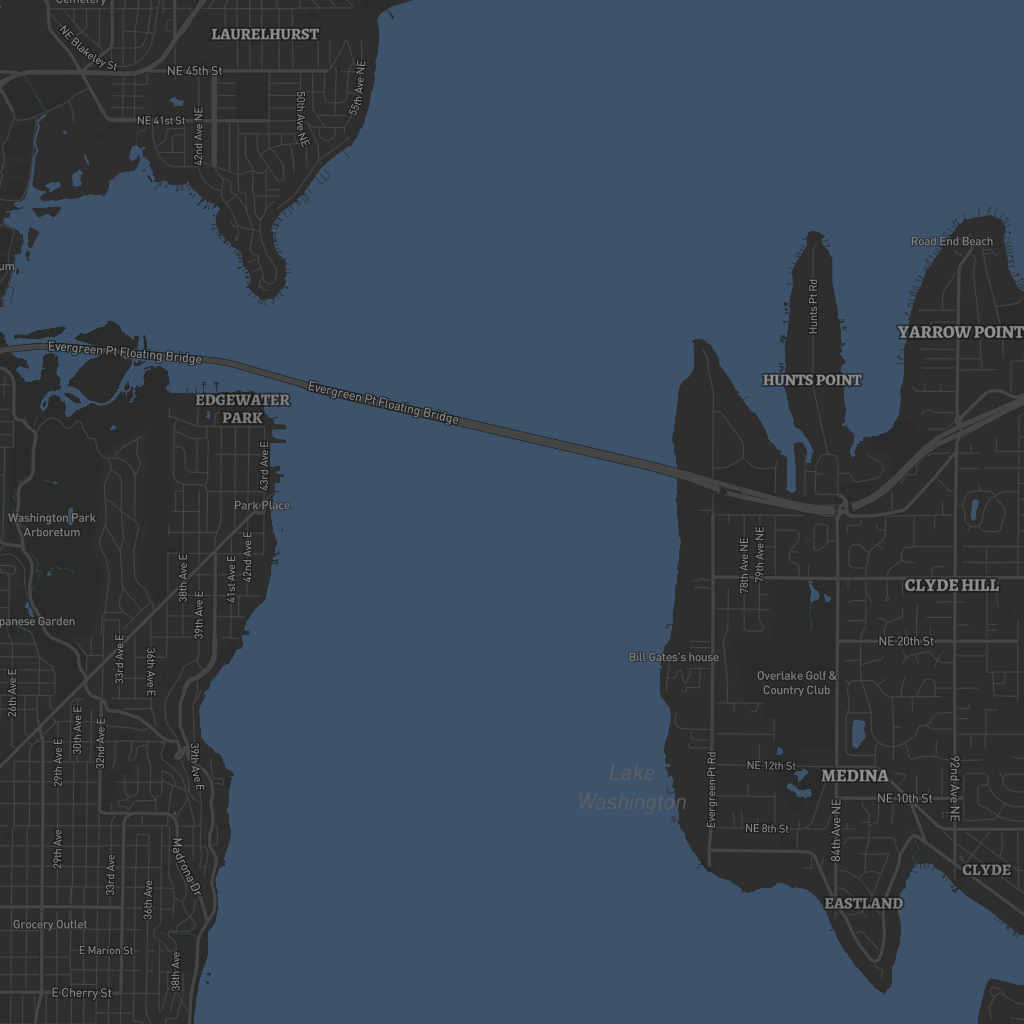 Cemetery
LAURELHURST
NE Blakeley St
NE 45th St
55th Ave NE
50th Ave NE
NE 41st St
42nd Ave NE
Road End Beach
um
Hunts Pt Rd
YARROW POINT
Evergreen Pt Floating Bridge
HUNTS POINT
Evergreen Pt Floating Bridge
EDGEWATER
PARK
43rd Ave E
Park Place
Washington Park
Arboretum
42nd Ave E
78th Ave NE
79th Ave NE
38th Ave E
41st Ave E
CLYDE HILL
39th Ave E
panese Garden
NE 20th St
33rd Ave E
36th Ave E
Bill Gates's house
26th Ave E
Overlake Golf &
Country Club
30th Ave E
32nd Ave E
29th Ave E
39th Ave E
Lake
Washington
NE 12th St
MEDINA
92nd Ave NE
Evergreen Pt Rd
NE 10th St
NE 8th St
84th Ave NE
29th Ave
Madrona Dr
33rd Ave
CLYDE
36th Ave
EASTLAND
Grocery Outlet
E Marion St
38th Ave
E Cherry St